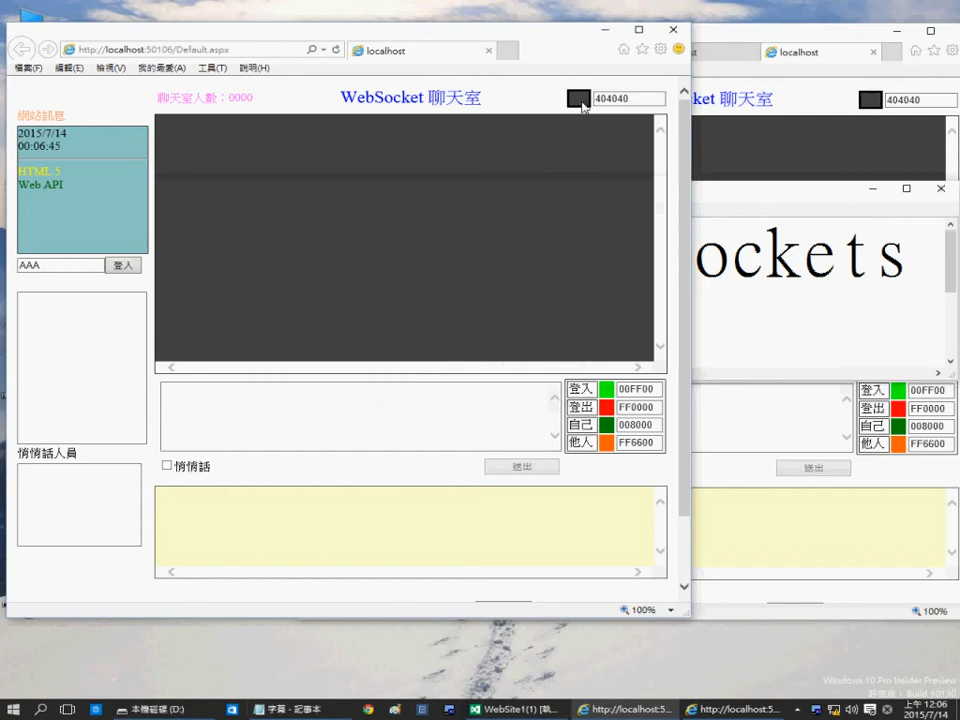 http://localhost:50106/Default.aspx
localhost
localhost
檔案(F) 編輯(E) 檢視(V) 我的最愛(A) 工具(T) 說明(H)
聊天室人數：0000
WebSocket 聊天室
404040
ket 聊天室
404040
網站訊息
2015/7/14
00:06:45
HTML 5
Web API
AAA
登入
ockets
登入 00FF00
登出 FF0000
自己 008000
他人 FF6600
登入 00FF00
登出 FF0000
自己 008000
他人 FF6600
悄悄話人員
悄悄話
送出
送出
100%
100%
Windows 10 Pro Insider Preview
評估版。 Build 10130
本機磁碟 (D:)
字幕 - 記事本
WebSite1(1) [執...
http://localhost:5...
http://localhost:5...
上午 12:06
2015/7/14